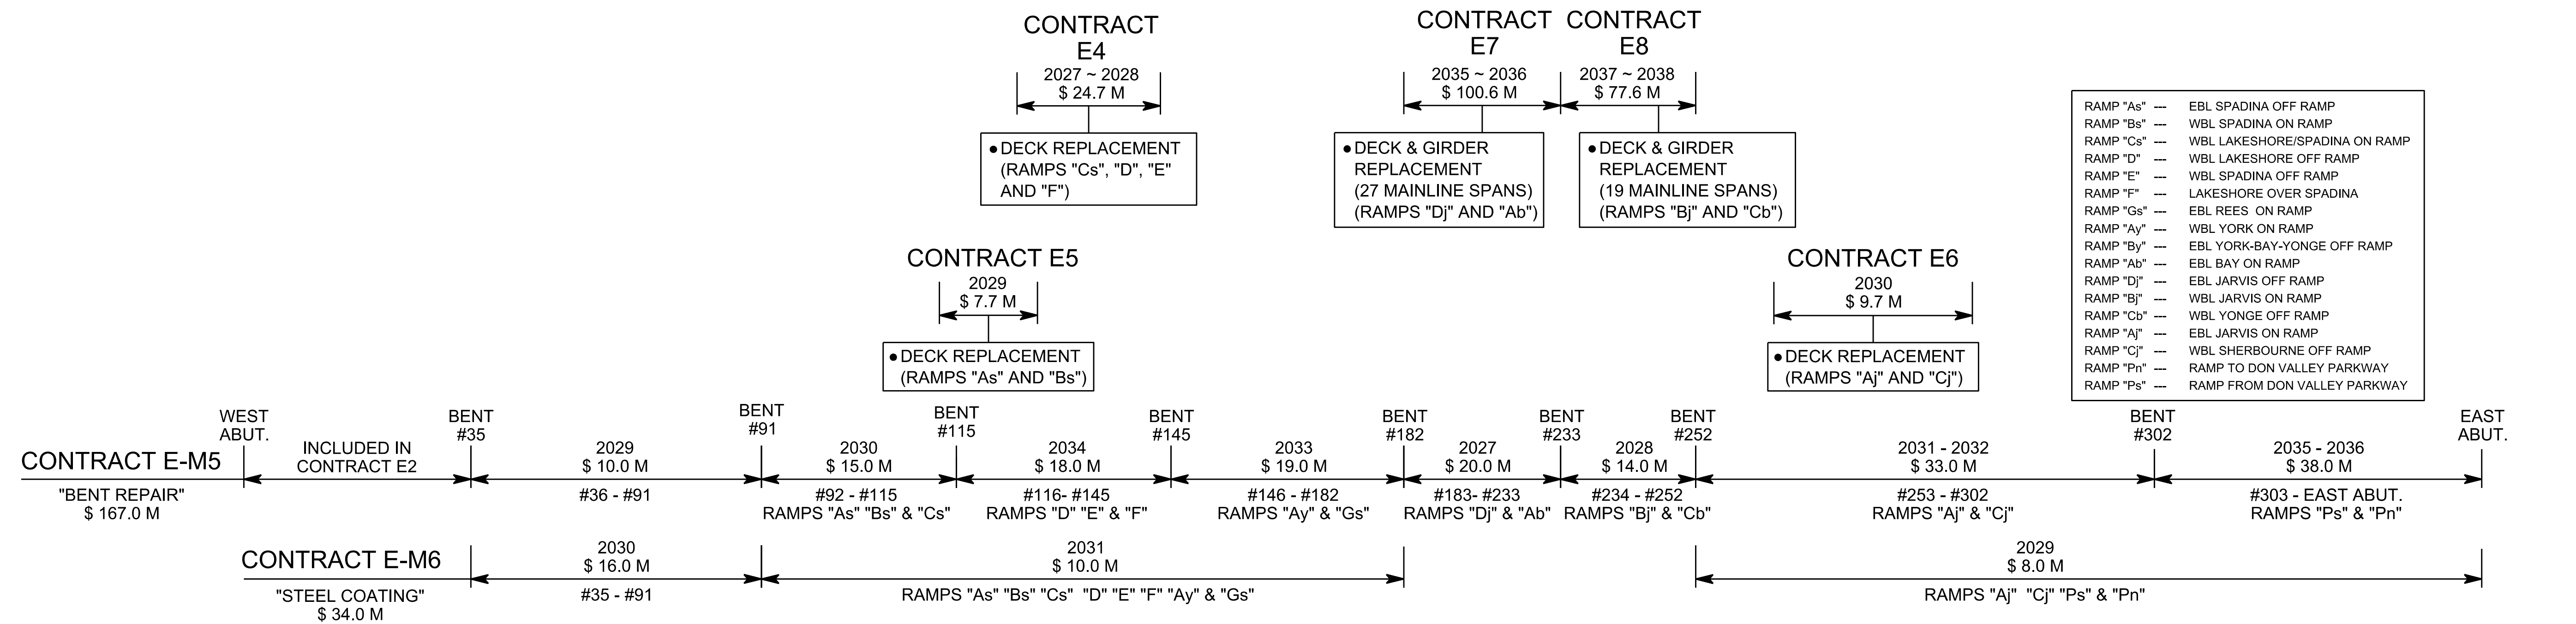 CONTRACT
E4
2027 ~ 2028
$ 24.7 M
● DECK REPLACEMENT
(RAMPS "Cs", "D", "E"
AND "F")
CONTRACT
E7
2035 ~ 2036
$ 100.6 M
● DECK & GIRDER
REPLACEMENT
(27 MAINLINE SPANS)
(RAMPS "Dj" AND "Ab")
CONTRACT
E8
2037 ~ 2038
$ 77.6 M
● DECK & GIRDER
REPLACEMENT
(19 MAINLINE SPANS)
(RAMPS "Bj" AND "Cb")
RAMP "As" --- EBL SPADINA OFF RAMP
RAMP "Bs" --- WBL SPADINA ON RAMP
RAMP "Cs" --- WBL LAKESHORE/SPADINA ON RAMP
RAMP "D" --- WBL LAKESHORE OFF RAMP
RAMP "E" --- WBL SPADINA OFF RAMP
RAMP "F" --- LAKESHORE OVER SPADINA
RAMP "Gs" --- EBL REES ON RAMP
RAMP "Ay" --- WBL YORK ON RAMP
RAMP "By" --- EBL YORK-BAY-YONGE OFF RAMP
RAMP "Ab" --- EBL BAY ON RAMP
RAMP "Dj" --- EBL JARVIS OFF RAMP
RAMP "Bj" --- WBL JARVIS ON RAMP
RAMP "Cb" --- WBL YONGE OFF RAMP
RAMP "Aj" --- EBL JARVIS ON RAMP
RAMP "Cj" --- WBL SHERBOURNE OFF RAMP
RAMP "Pn" --- RAMP TO DON VALLEY PARKWAY
RAMP "Ps" --- RAMP FROM DON VALLEY PARKWAY
CONTRACT E5
2029
$ 7.7 M
● DECK REPLACEMENT
(RAMPS "As" AND "Bs")
CONTRACT E6
2030
$ 9.7 M
● DECK REPLACEMENT
(RAMPS "Aj" AND "Cj")
CONTRACT E-M5
"BENT REPAIR"
$ 167.0 M
WEST
ABUT.
INCLUDED IN
CONTRACT E2
BENT
#35
2029
$ 10.0 M
#36 - #91
BENT
#91
2030
$ 15.0 M
#92 - #115
RAMPS "As" "Bs" & "Cs"
BENT
#115
2034
$ 18.0 M
#116- #145
RAMPS "D" "E" & "F"
BENT
#145
2033
$ 19.0 M
#146 - #182
RAMPS "Ay" & "Gs"
BENT
#182
2027
$ 20.0 M
#183- #233
RAMPS "Dj" & "Ab"
BENT
#233
2028
$ 14.0 M
#234 - #252
RAMPS "Bj" & "Cb"
BENT
#252
2031 - 2032
$ 33.0 M
#253 - #302
RAMPS "Aj" & "Cj"
BENT
#302
2035 - 2036
$ 38.0 M
#303 - EAST ABUT.
RAMPS "Ps" & "Pn"
EAST
ABUT.
CONTRACT E-M6
"STEEL COATING"
$ 34.0 M
2030
$ 16.0 M
#35 - #91
2031
$ 10.0 M
RAMPS "As" "Bs" "Cs" "D" "E" "F" "Ay" & "Gs"
2029
$ 8.0 M
RAMPS "Aj" "Cj" "Ps" & "Pn"